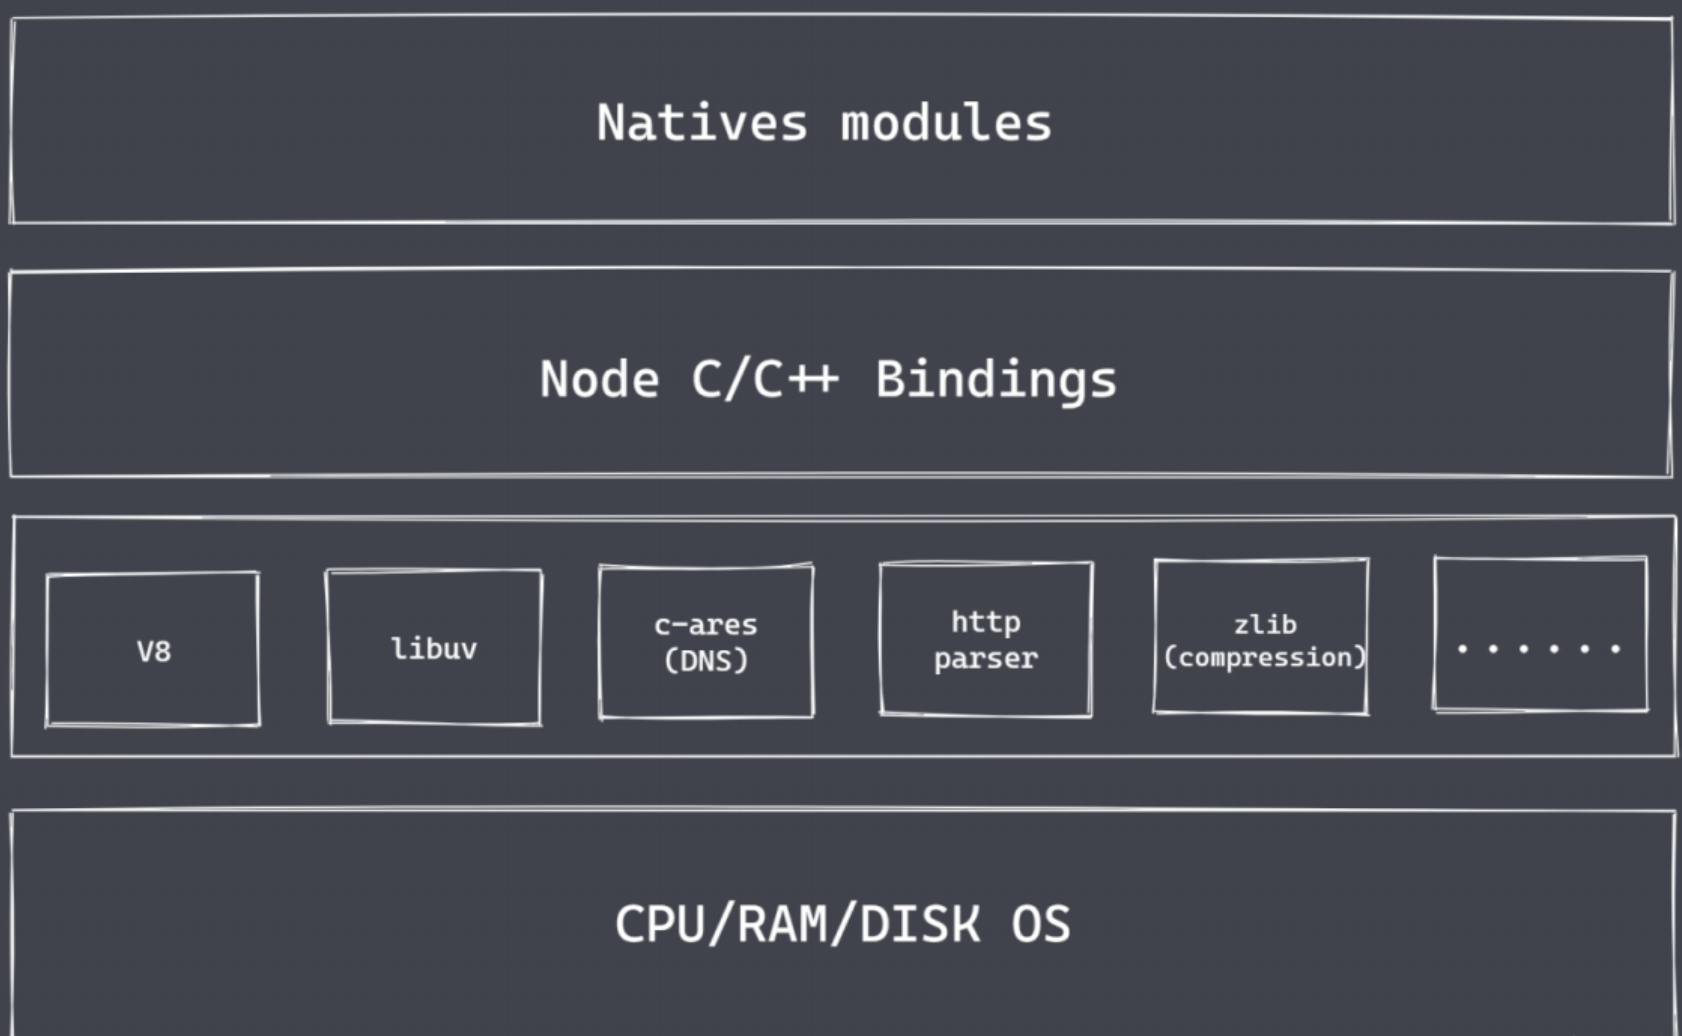 Natives modules
Node C/C++ Bindings
V8
libuv
c-ares
(DNS)
http
parser
zlib
(compression)
......
CPU/RAM/DISK OS